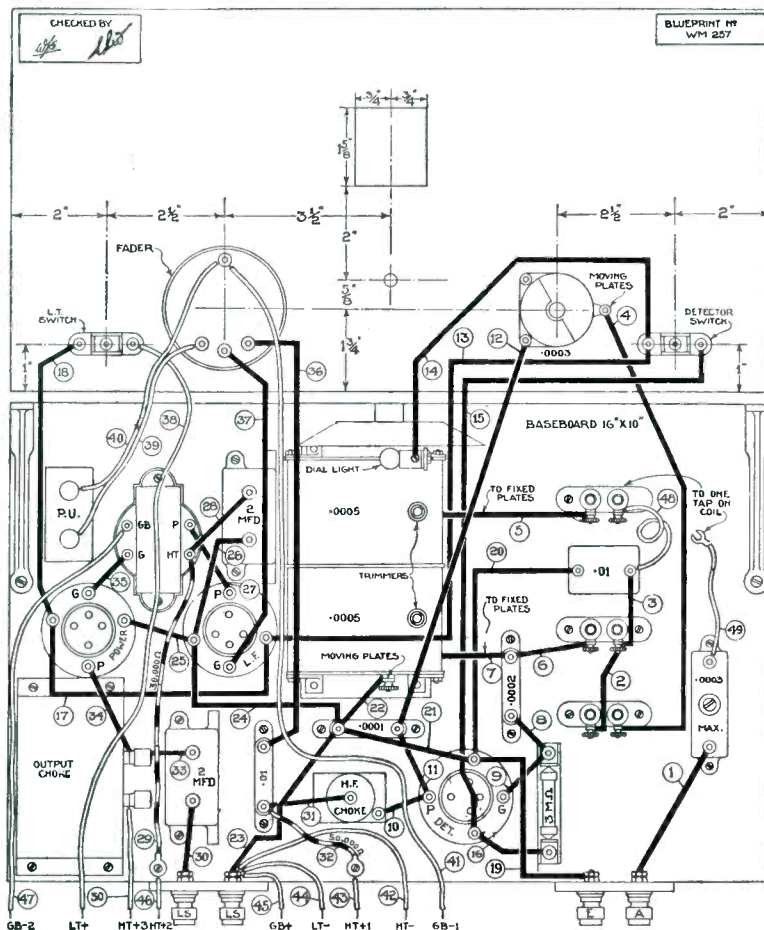 CHECKED BY
BLUEPRINT Nº
WM 257
3/4" 3/4"
1 5/8"
2" 2 1/2" 3 1/2" 2 1/2" 2"
2"
FADER
5/8"
MOVING
PLATES
L.T.
SWITCH
4
DETECTOR
SWITCH
12
13
.0003
1"
18
36
14
1 3/4"
1"
15
37
38
40
39
BASEBOARD 16"X10"
DIAL LIGHT
TO FIXED
PLATES
TO ONE
TAP ON
COIL
48
P.U.
2
MFD
28
.0005
5
GB P
G HT
26
20
TRIMMERS
.01
35
27
3
G
P
TO FIXED
PLATES
.0005
49
POWER
25
L.F.
P
G
MOVING PLATES
7
6
2
.0003
.0002
17
34
30,000Ω
24
22
21
MAX.
.0001
8
OUTPUT
CHOKE
33
2
MFD
.01
H.F.
CHOKE
11
9
P
G
DET.
3 MΩ
1
31
10
29
23
50,000Ω
32
16
30
41
19
47
30
46
45
44
43
42
LS
LS
E
A
GB-2 LT+ HT+3 HT+2 GB+ LT- HT+1 HT- GB-1